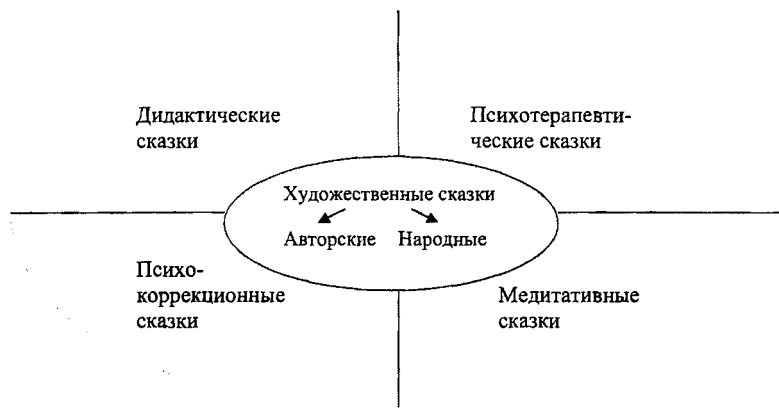 Дидактические
сказки
Психотерапевти-
ческие сказки
Художественные сказки
Авторские Народные
Психо-
коррекционные
сказки
Медитативные
сказки